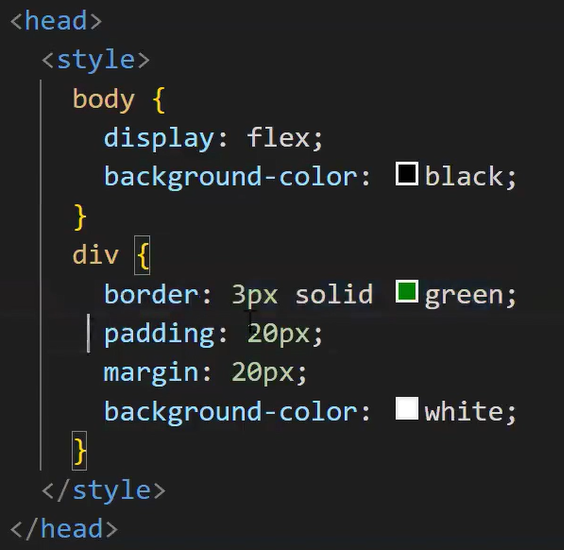 <head>
<style>
body {
display: flex;
background-color: black;
}
div {
border: 3px solid green;
padding: 20px;
margin: 20px;
background-color: white;
}
</style>
</head>